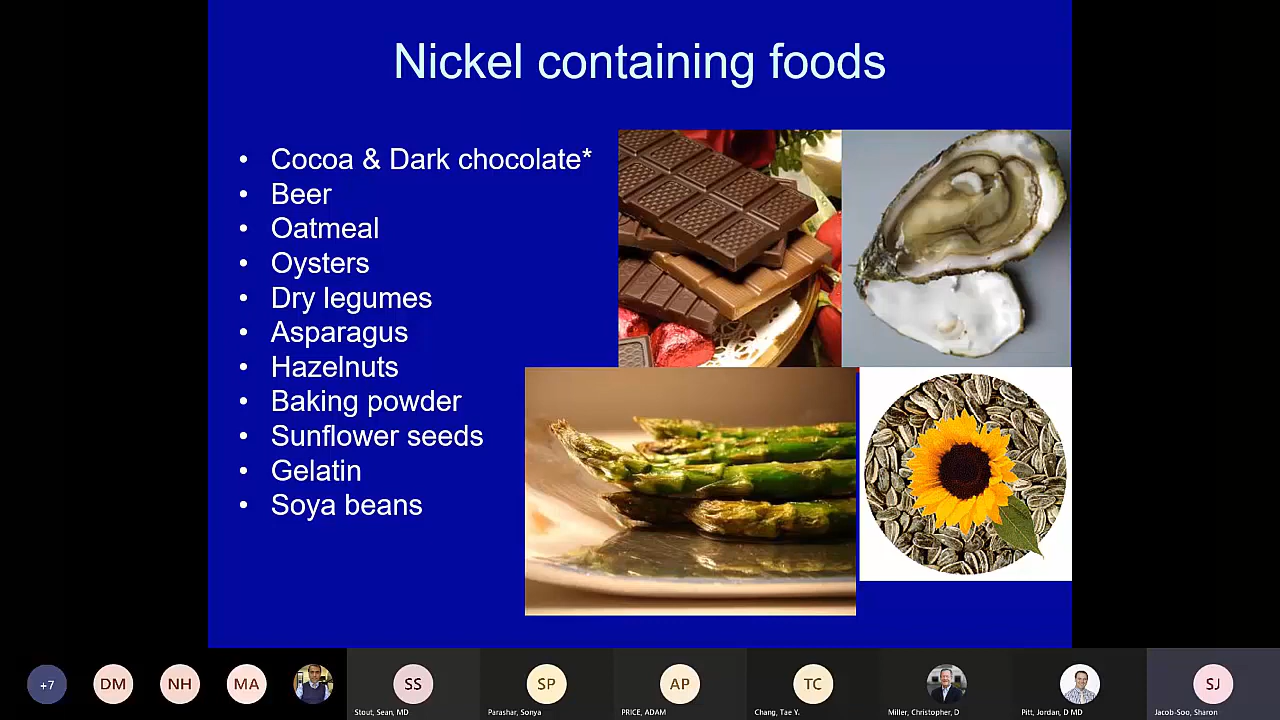 Nickel containing foods
• Cocoa & Dark chocolate*
• Beer
• Oatmeal
• Oysters
• Dry legumes
• Asparagus
• Hazelnuts
• Baking powder
• Sunflower seeds
• Gelatin
• Soya beans
+7
DM
NH
MA
SS
SP
AP
TC
SJ
Stout, Sean, MD
Parashar, Sonya
PRICE, ADAM
Chang, Tae Y.
Miller, Christopher, D
Pitt, Jordan, D MD
Jacob-Soo, Sharon